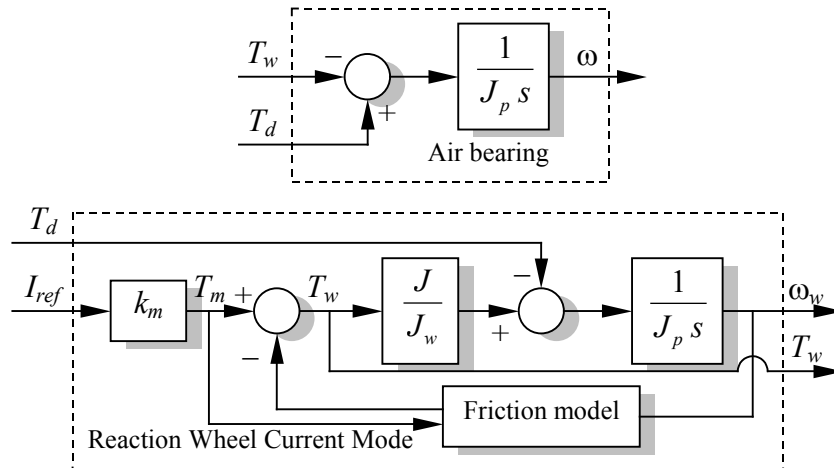 T_w − 1 / J_p s ω
T_d +
Air bearing
T_d
I_ref k_m T_m + T_w J / J_w − + 1 / J_p s ω_w
− T_w
Friction model
Reaction Wheel Current Mode